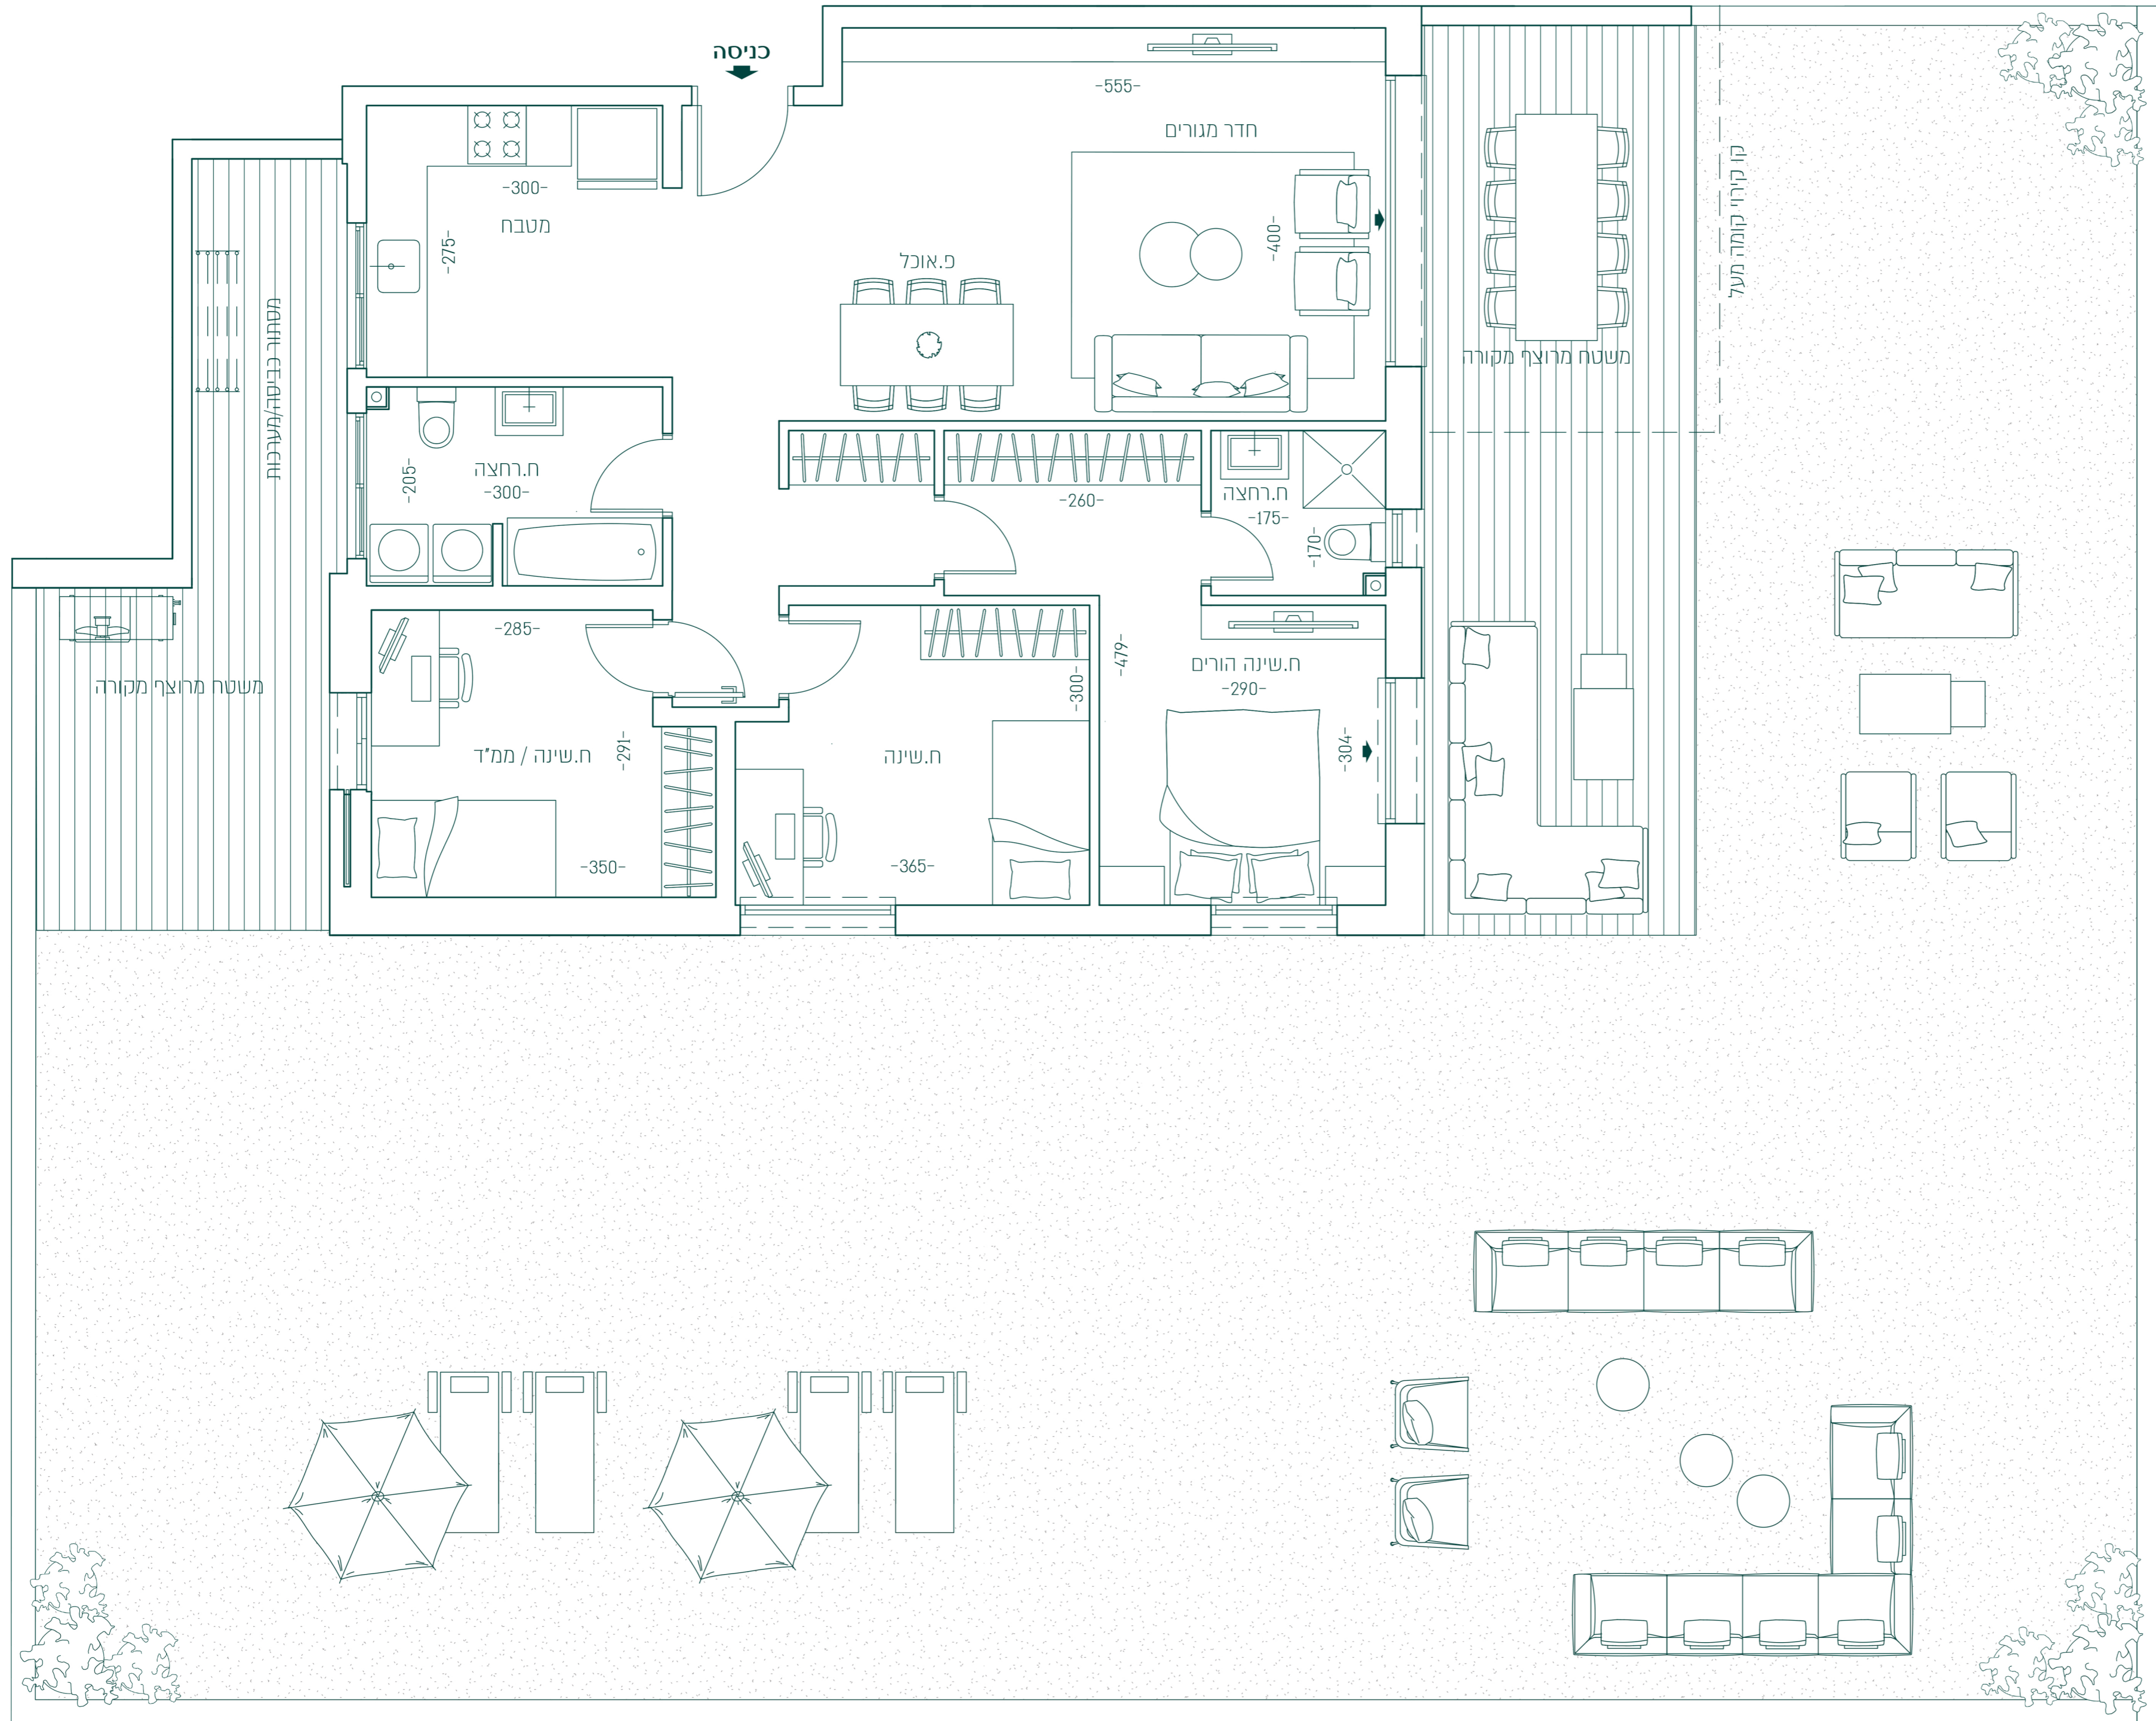 כניסה
-555-
חדר מגורים
-300-
מטבח
-275-
פ.אוכל
-400-
קו קירוי קומה מעל
משטח מרוצף מקורה
מסתור כביסה/מערכות
ח.רחצה
-300-
-205-
-260-
ח.רחצה
-175-
-170-
-285-
משטח מרוצף מקורה
ח.שינה / ממ"ד
-291-
-350-
ח.שינה
-300-
-365-
-479-
ח.שינה הורים
-290-
-304-